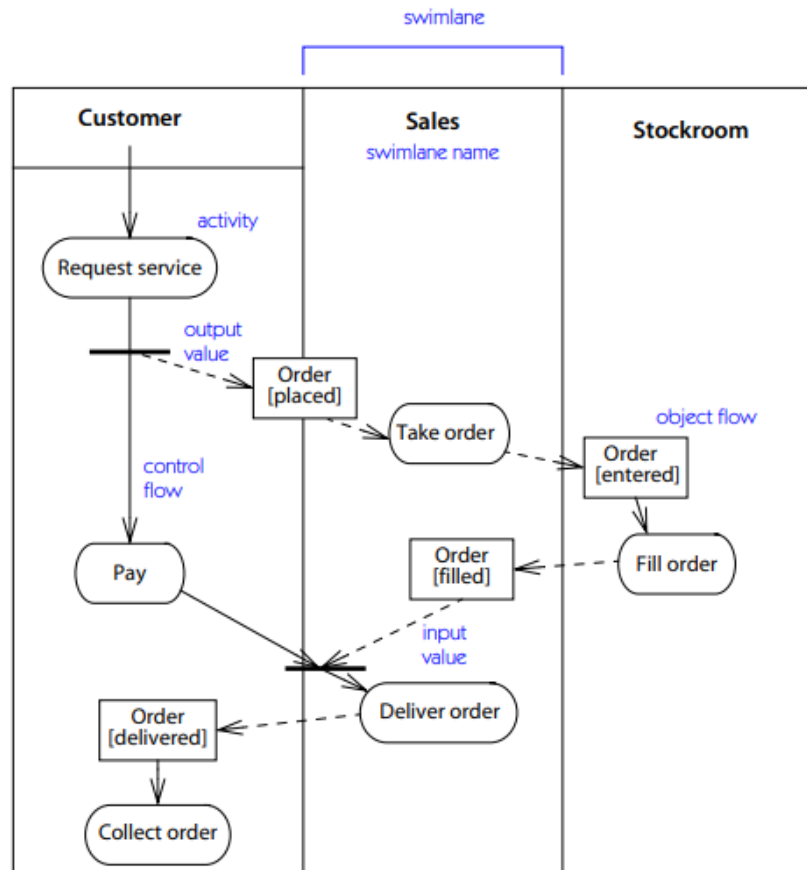 swimlane
Customer
Sales
Stockroom
swimlane name
activity
Request service
output
value
Order
[placed]
Take order
object flow
Order
[entered]
control
flow
Pay
Order
[filled]
Fill order
input
value
Deliver order
Order
[delivered]
Collect order